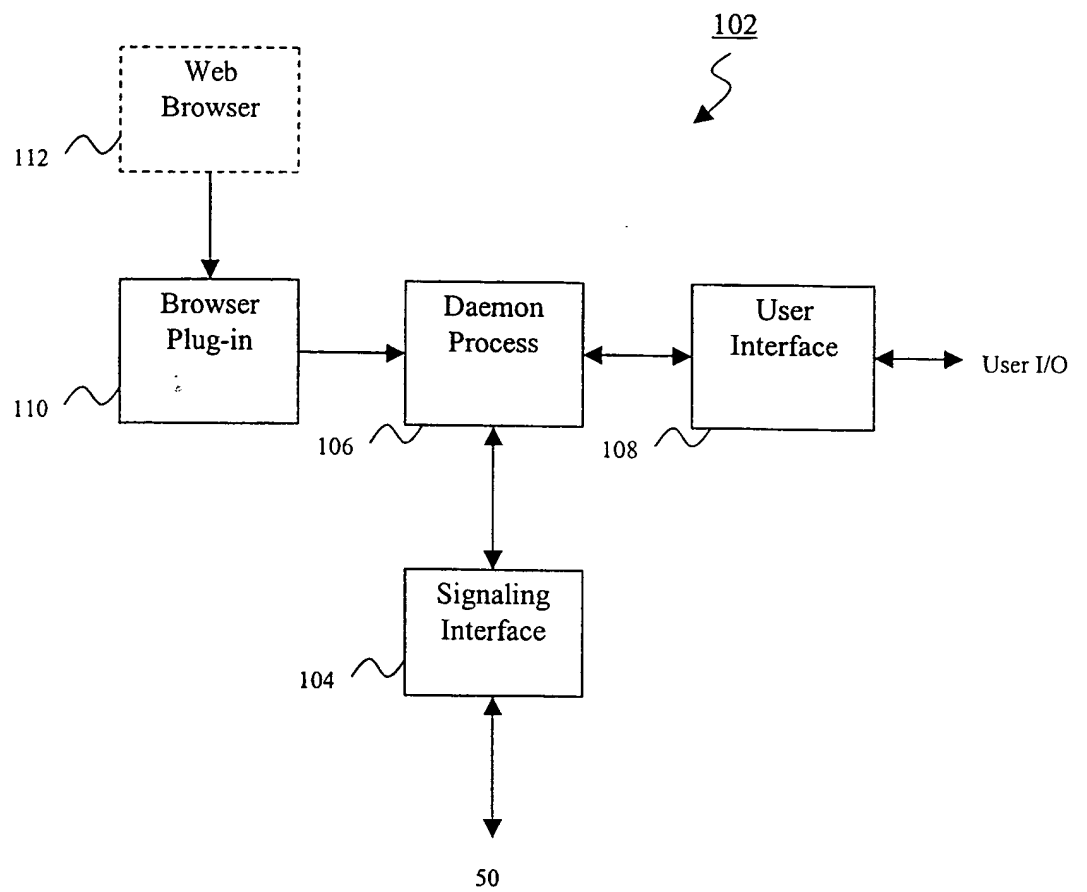 102
Web
Browser
112
Browser
Plug-in
110
Daemon
Process
106
User
Interface
108
User I/O
Signaling
Interface
104
50